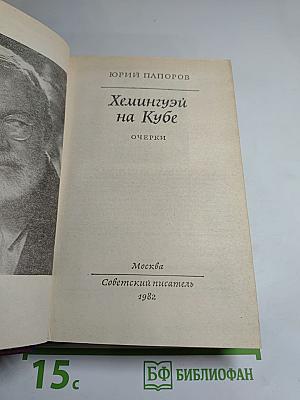 ЮРИЙ ПАПОРОВ
Хемингуэй
на Кубе
ОЧЕРКИ
Москва
Советский писатель
1982
15с
БФ БИБЛИОФАН